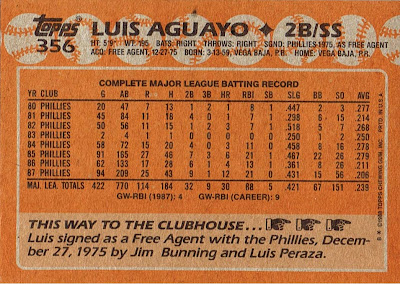 Topps
356
LUIS AGUAYO ✦ 2B/SS
HT: 5'9" WT: 195 BATS: RIGHT THROWS: RIGHT SGND: PHILLIES-1975, AS FREE AGENT
ACQ: FREE AGENT, 12-27-75 BORN: 3-13-59, VEGA BAJA, P.R. HOME: VEGA BAJA, P.R.
COMPLETE MAJOR LEAGUE BATTING RECORD
YR CLUB G AB R H 2B 3B HR RBI SB SLG BB SO AVG
80 PHILLIES 20 47 7 13 1 2 1 8 1 .447 2 3 .277
81 PHILLIES 45 84 11 18 4 0 1 7 1 .298 6 15 .214
82 PHILLIES 50 56 11 15 1 2 3 7 1 .518 5 7 .268
83 PHILLIES 2 4 1 1 0 0 0 0 0 .250 .250
84 PHILLIES 58 72 15 20 4 0 3 11 0 .458 8 16 .278
85 PHILLIES 91 165 27 46 7 3 6 21 1 .467 22 26 .279
86 PHILLIES 62 133 17 28 6 1 4 13 1 .361 8 26 .211
87 PHILLIES 94 209 25 43 9 1 12 21 0 .431 15 56 .206
MAJ. LEA. TOTALS 422 770 114 184 32 9 30 88 5 .421 67 151 .239
GW-RBI (1987): 4 GW-RBI (CAREER): 9
© 1988 TOPPS CHEWING GUM, INC. PRTD. IN U.S.A.
THIS WAY TO THE CLUBHOUSE...
Luis signed as a Free Agent with the Phillies, Decem-
ber 27, 1975 by Jim Bunning and Luis Peraza.